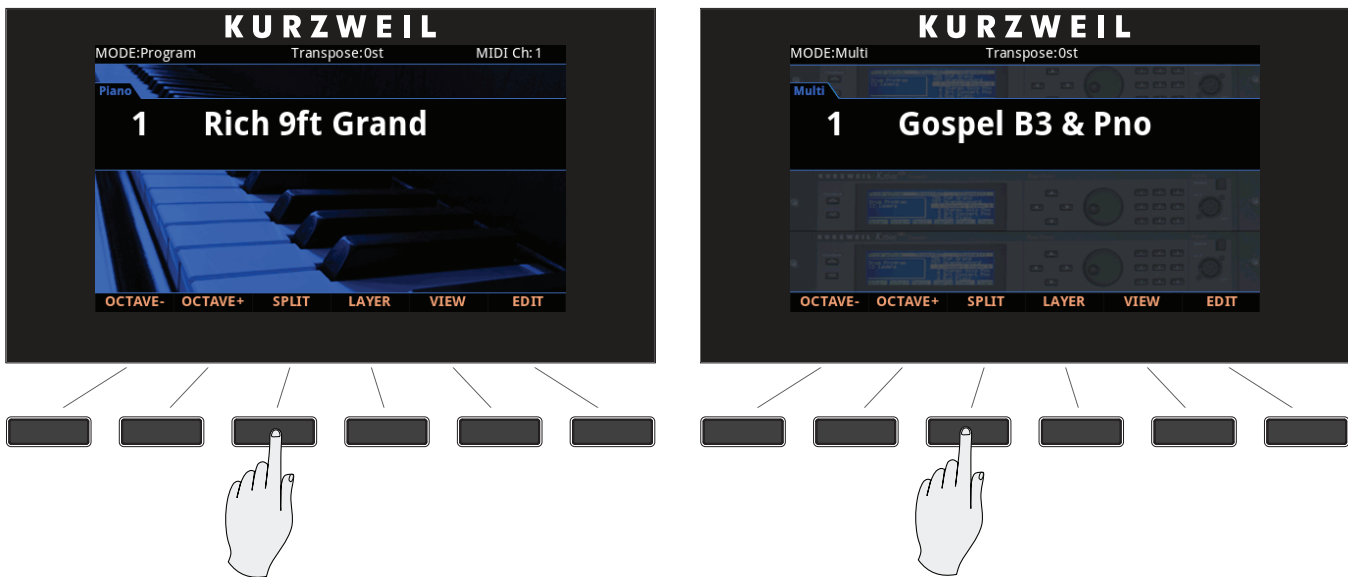 KURZWEIL
MODE:Program Transpose:0st MIDI Ch: 1
Piano
1 Rich 9ft Grand
OCTAVE- OCTAVE+ SPLIT LAYER VIEW EDIT
KURZWEIL
MODE:Multi Transpose:0st
Multi
1 Gospel B3 & Pno
OCTAVE- OCTAVE+ SPLIT LAYER VIEW EDIT